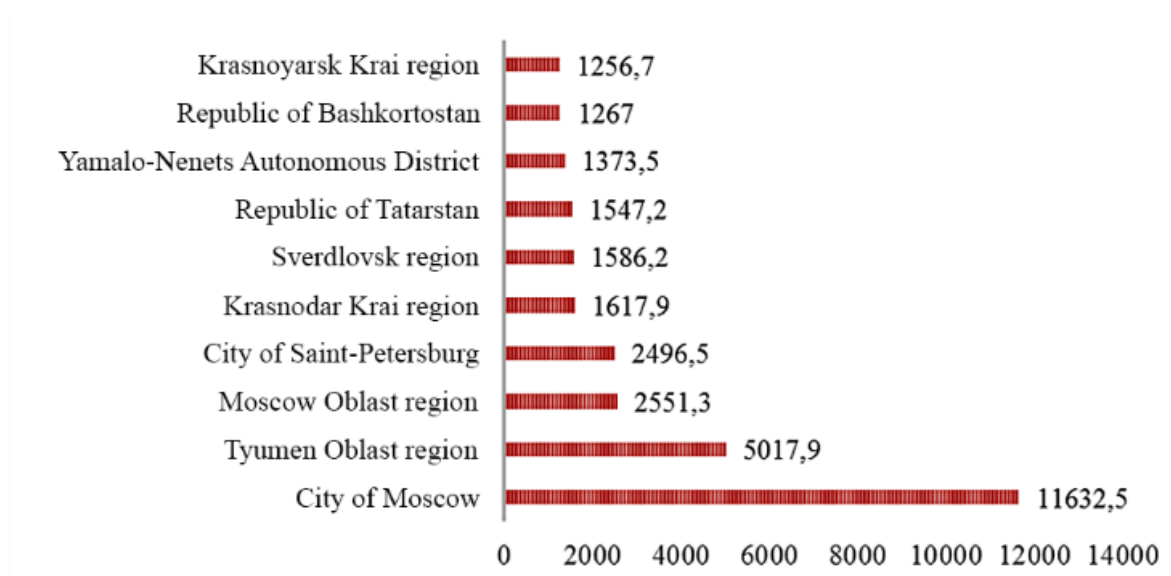 Krasnoyarsk Krai region 1256,7
Republic of Bashkortostan 1267
Yamalo-Nenets Autonomous District 1373,5
Republic of Tatarstan 1547,2
Sverdlovsk region 1586,2
Krasnodar Krai region 1617,9
City of Saint-Petersburg 2496,5
Moscow Oblast region 2551,3
Tyumen Oblast region 5017,9
City of Moscow 11632,5
0 2000 4000 6000 8000 10000 12000 14000